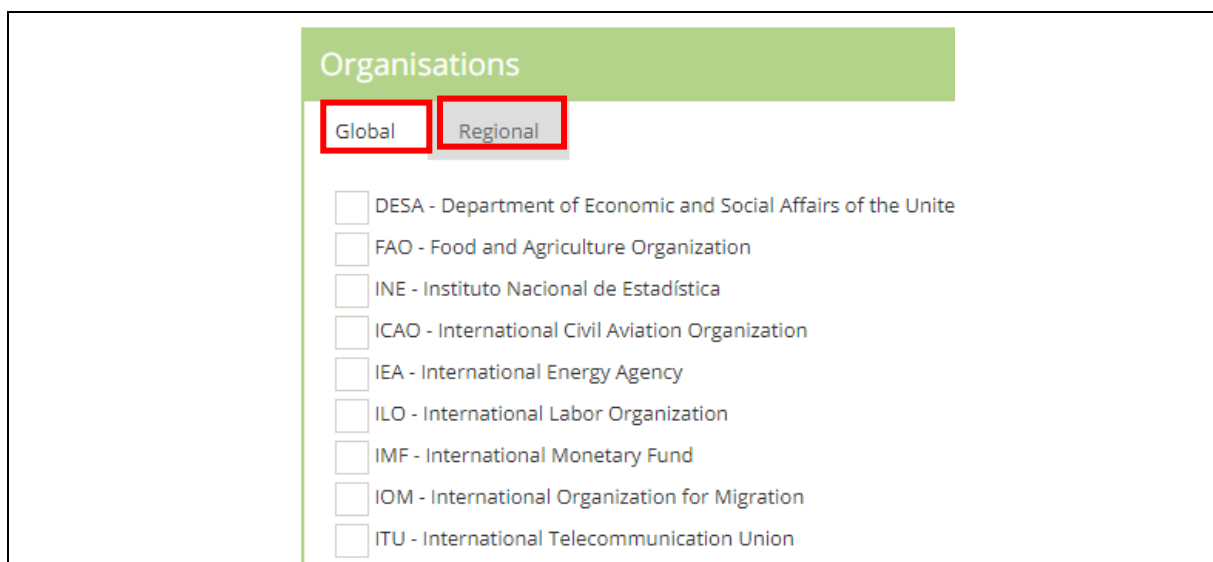 Organisations
Global Regional
DESA - Department of Economic and Social Affairs of the Unite
FAO - Food and Agriculture Organization
INE - Instituto Nacional de Estadística
ICAO - International Civil Aviation Organization
IEA - International Energy Agency
ILO - International Labor Organization
IMF - International Monetary Fund
IOM - International Organization for Migration
ITU - International Telecommunication Union